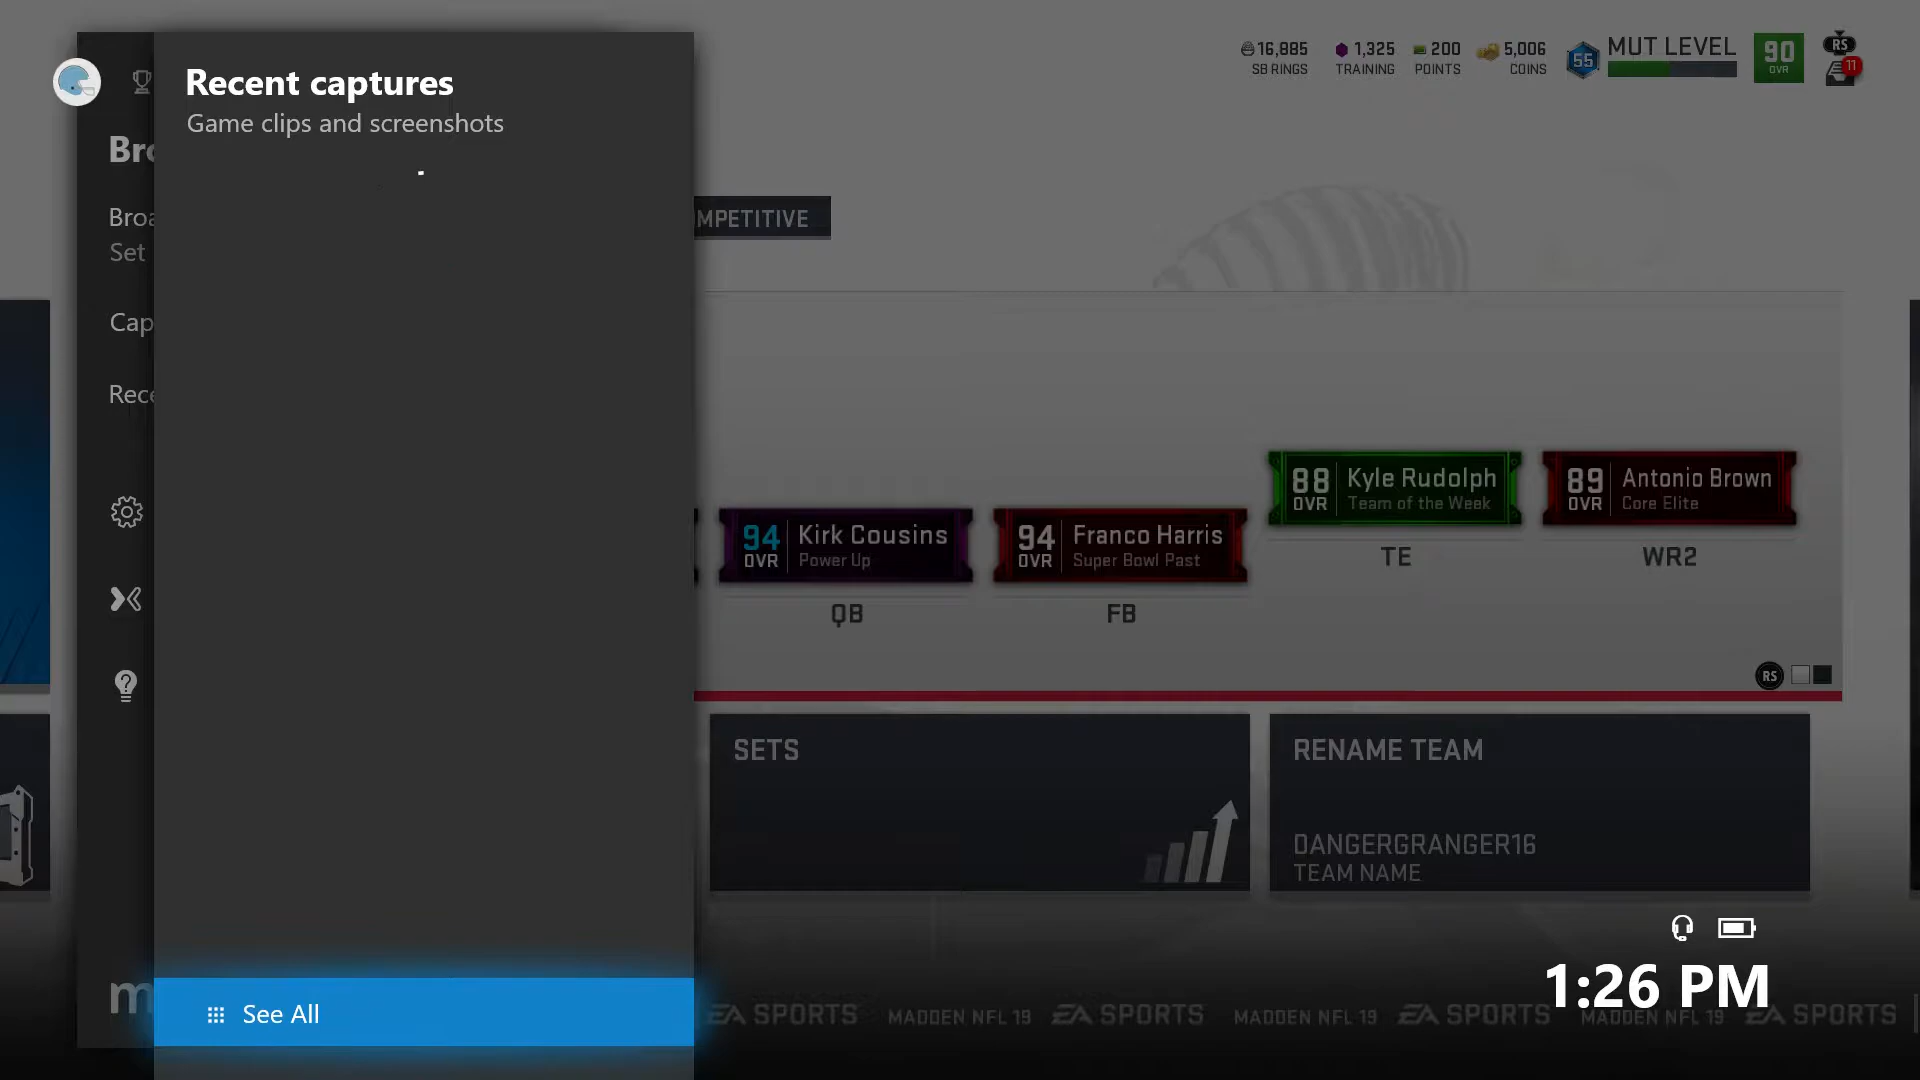 Recent captures
Game clips and screenshots
Bro
Broa
Set
Cap
Rece
m
See All
16,885
SB RINGS
1,325
TRAINING
200
POINTS
5,006
COINS
55
MUT LEVEL
90
OVR
RS
11
MPETITIVE
94
OVR
Kirk Cousins
Power Up
QB
94
OVR
Franco Harris
Super Bowl Past
FB
88
OVR
Kyle Rudolph
Team of the Week
TE
89
OVR
Antonio Brown
Core Elite
WR2
RS
SETS
RENAME TEAM
DANGERGRANGER16
TEAM NAME
1:26 PM
EA SPORTS MADDEN NFL 19 EA SPORTS MADDEN NFL 19 EA SPORTS MADDEN NFL 19 EA SPORTS